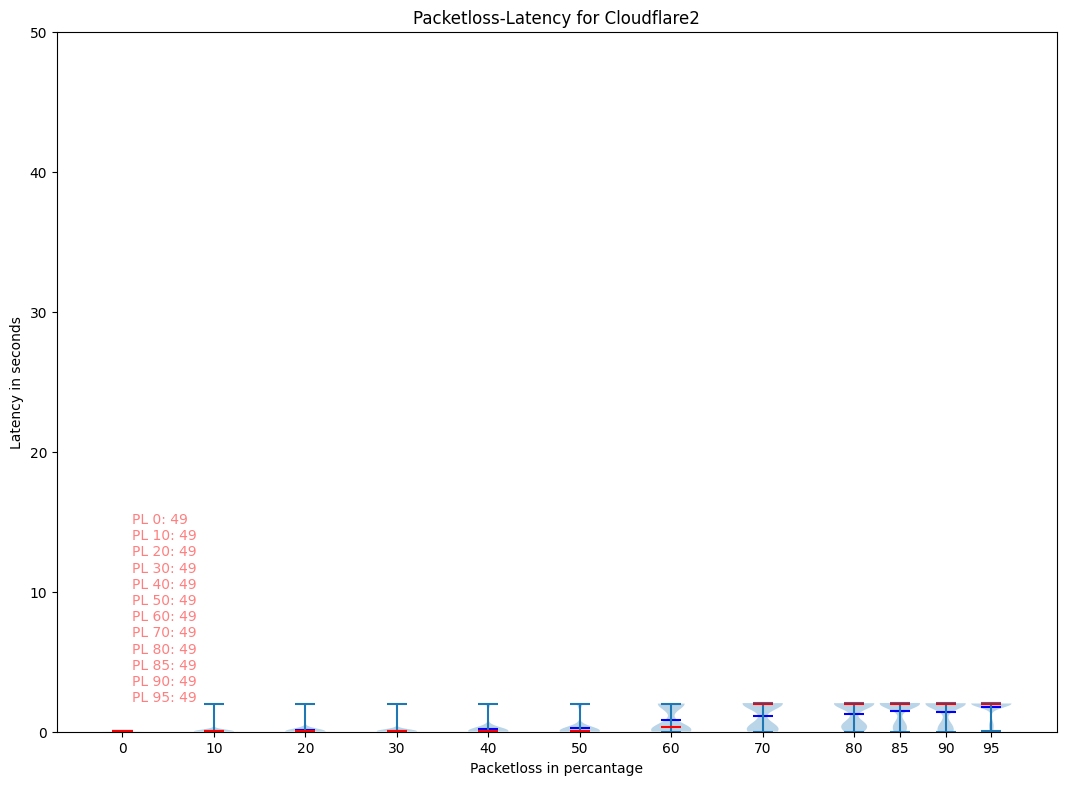 Packetloss-Latency for Cloudflare2
50
40
30
20
10
0
Latency in seconds
PL 0: 49
PL 10: 49
PL 20: 49
PL 30: 49
PL 40: 49
PL 50: 49
PL 60: 49
PL 70: 49
PL 80: 49
PL 85: 49
PL 90: 49
PL 95: 49
0 10 20 30 40 50 60 70 80 85 90 95
Packetloss in percantage